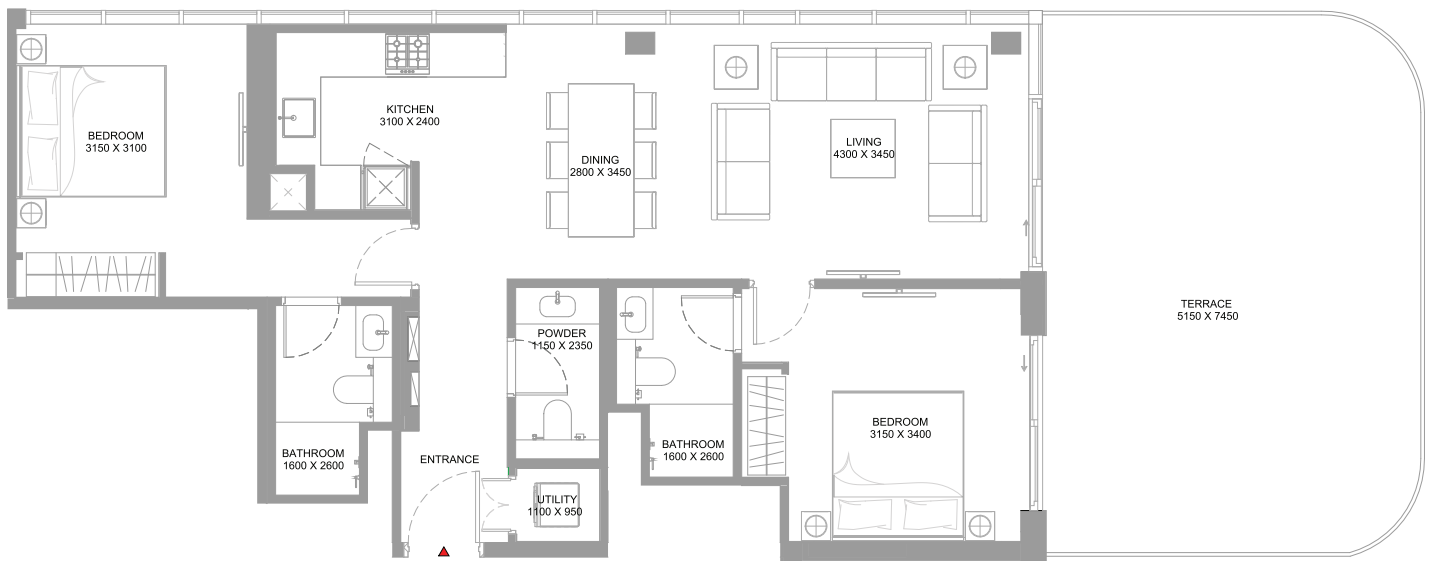 BEDROOM
3150 X 3100
KITCHEN
3100 X 2400
DINING
2800 X 3450
LIVING
4300 X 3450
TERRACE
5150 X 7450
POWDER
1150 X 2350
BATHROOM
1600 X 2600
ENTRANCE
UTILITY
1100 X 950
BATHROOM
1600 X 2600
BEDROOM
3150 X 3400